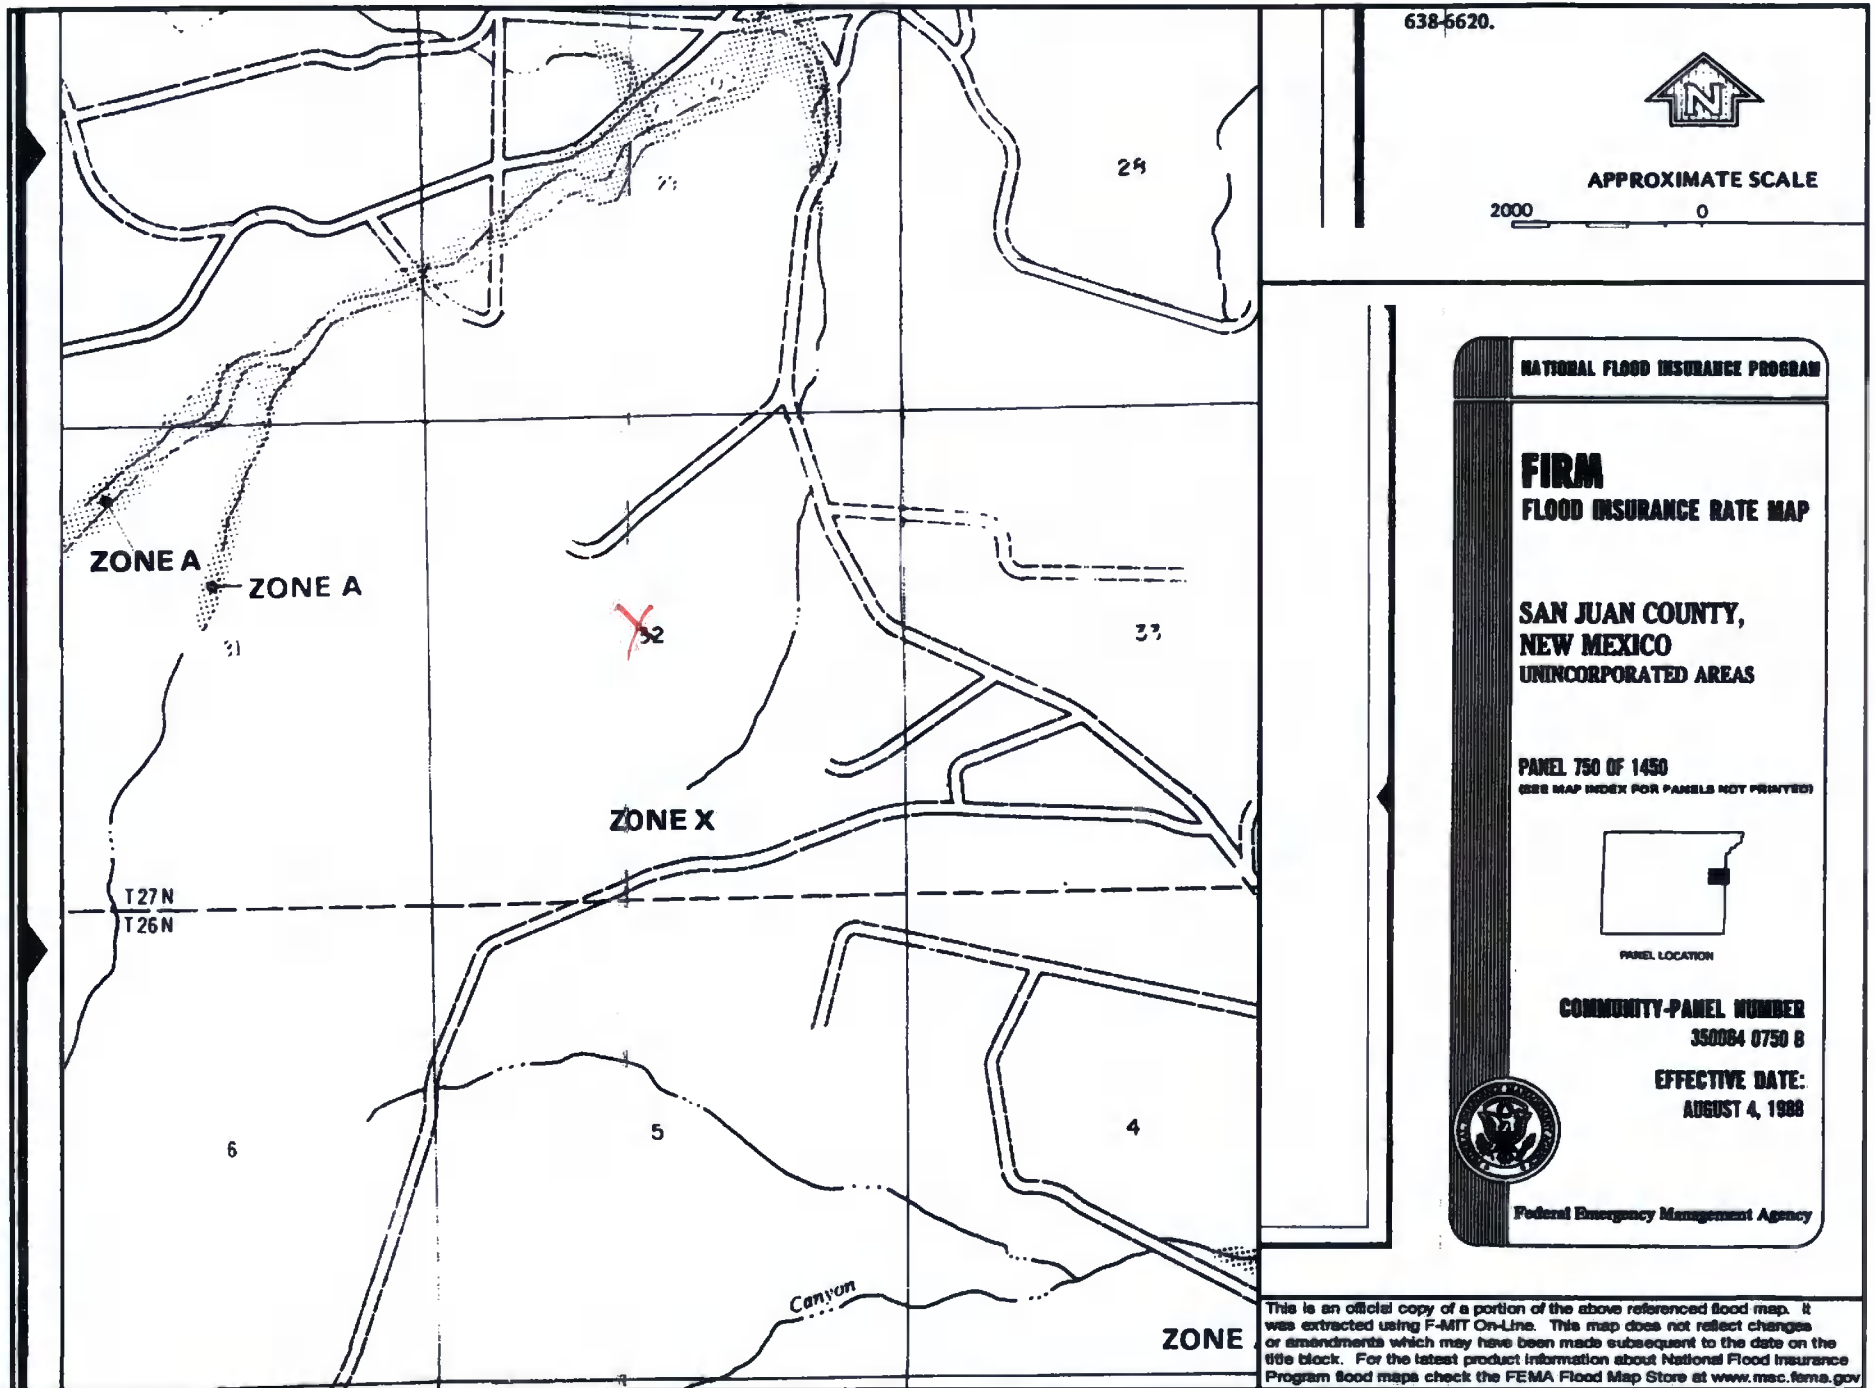 638-6620.
N
APPROXIMATE SCALE
2000 0
29
28
ZONE A
ZONE A
31
32
33
ZONE X
T27N
T26N
6
5
4
Canyon
ZONE
NATIONAL FLOOD INSURANCE PROGRAM
FIRM
FLOOD INSURANCE RATE MAP
SAN JUAN COUNTY,
NEW MEXICO
UNINCORPORATED AREAS
PANEL 750 OF 1450
(SEE MAP INDEX FOR PANELS NOT PRINTED)
PANEL LOCATION
COMMUNITY-PANEL NUMBER
350064 0750 B
EFFECTIVE DATE:
AUGUST 4, 1988
Federal Emergency Management Agency
This is an official copy of a portion of the above referenced flood map. It
was extracted using F-MIT On-Line. This map does not reflect changes
or amendments which may have been made subsequent to the date on the
title block. For the latest product information about National Flood Insurance
Program flood maps check the FEMA Flood Map Store at www.msc.fema.gov